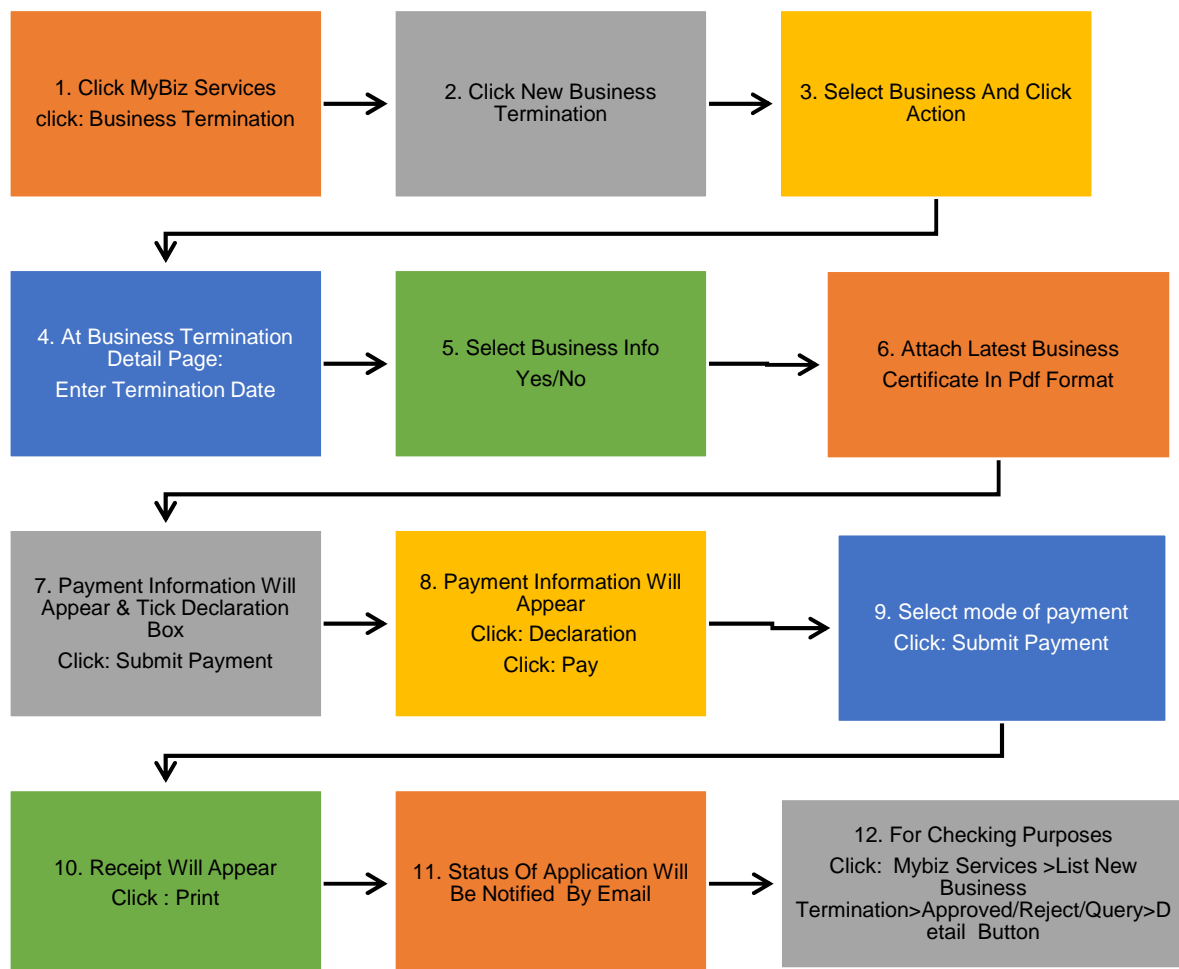 1. Click MyBiz Services
click: Business Termination
2. Click New Business
Termination
3. Select Business And Click
Action
4. At Business Termination
Detail Page:
Enter Termination Date
5. Select Business Info
Yes/No
6. Attach Latest Business
Certificate In Pdf Format
7. Payment Information Will
Appear & Tick Declaration
Box
Click: Submit Payment
8. Payment Information Will
Appear
Click: Declaration
Click: Pay
9. Select mode of payment
Click: Submit Payment
10. Receipt Will Appear
Click : Print
11. Status Of Application Will
Be Notified  By Email
12. For Checking Purposes
Click:  Mybiz Services >List New
Business
Termination>Approved/Reject/Query>D
etail  Button